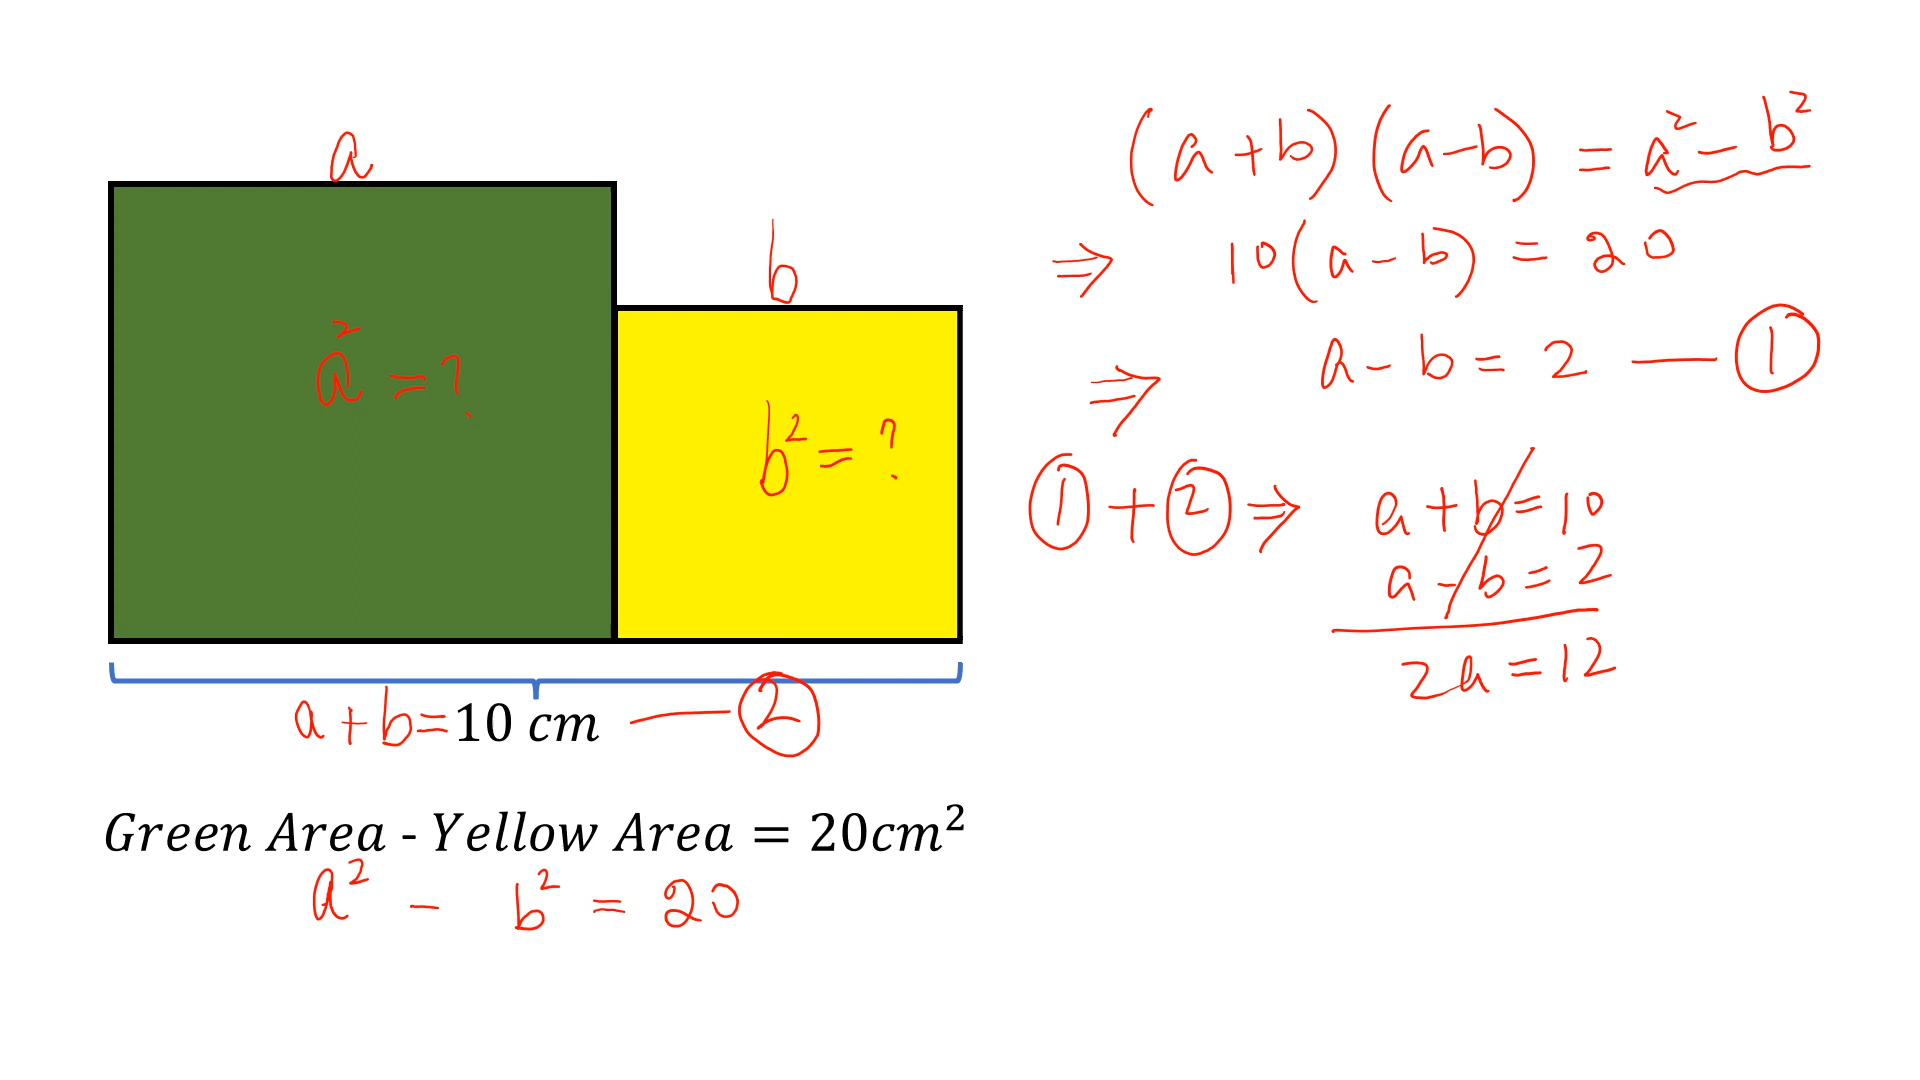 a
b
a² = ?
b² = ?
a + b = 10 cm — ②
Green Area - Yellow Area = 20cm²
a² - b² = 20
(a + b) (a - b) = a² - b²
⇒ 10(a - b) = 20
⇒ a - b = 2 — ①
① + ② ⇒ a + b = 10
a - b = 2
2a = 12